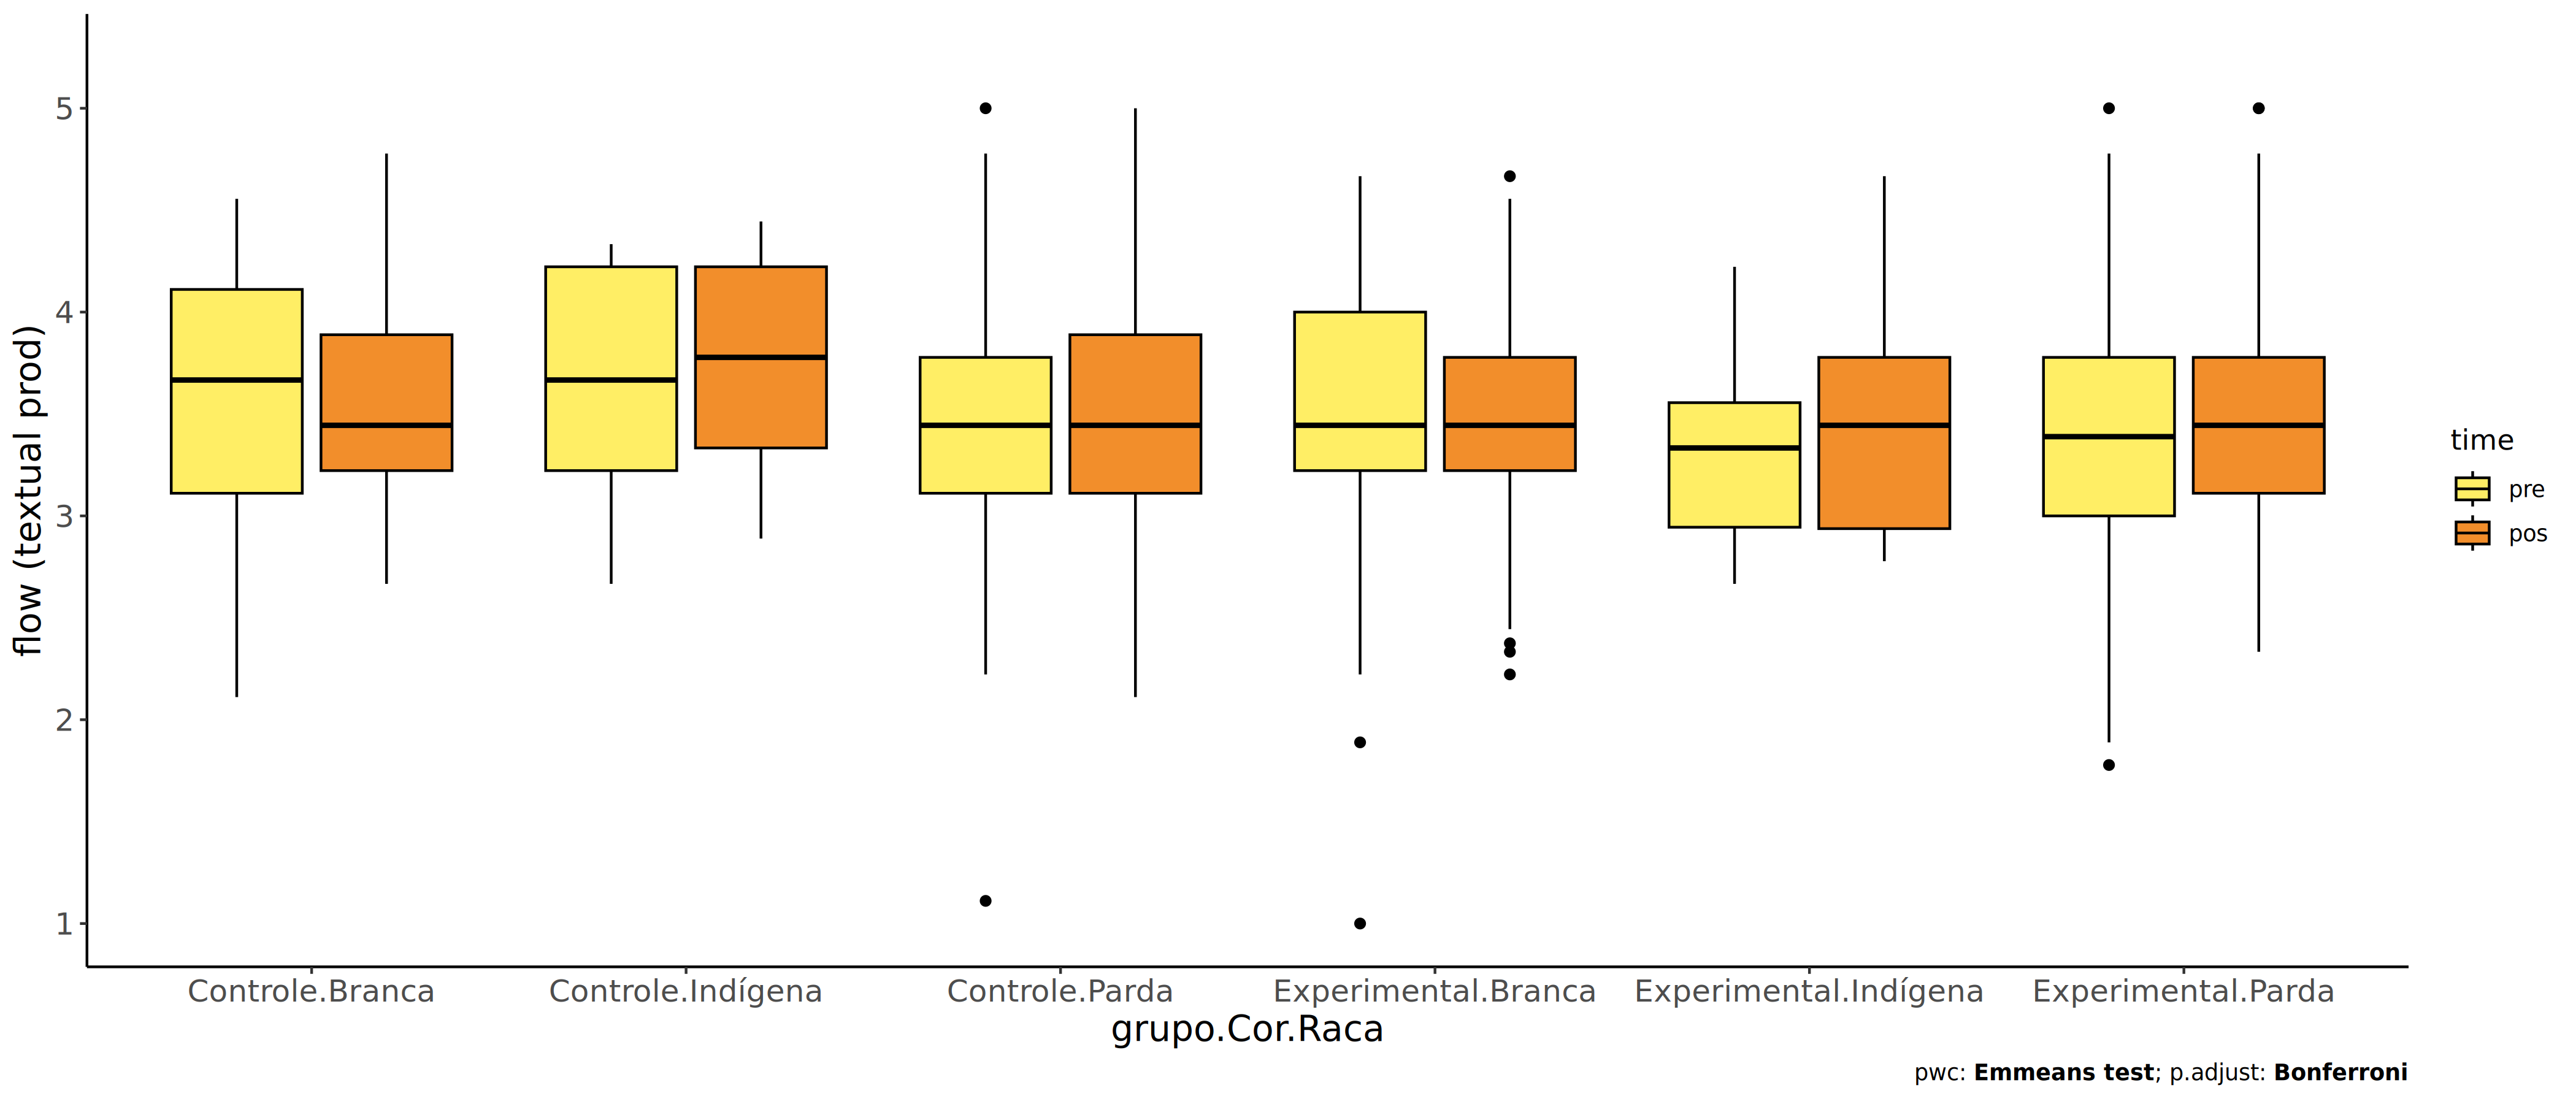 flow (textual prod)
5
4
3
2
1
Controle.Branca
Controle.Indígena
Controle.Parda
Experimental.Branca
Experimental.Indígena
Experimental.Parda
grupo.Cor.Raca
time
pre
pos
pwc: Emmeans test; p.adjust: Bonferroni